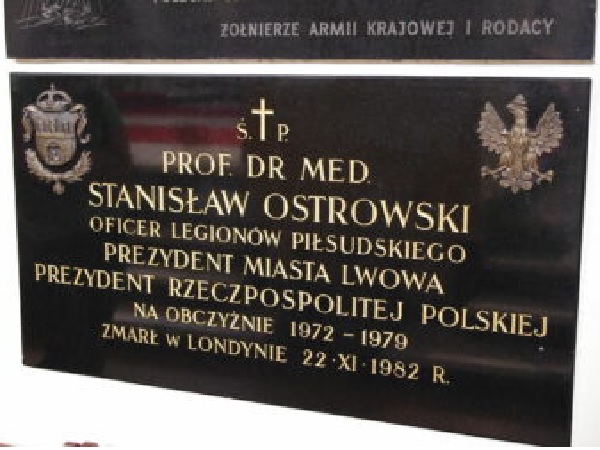 ŻOŁNIERZE ARMII KRAJOWEJ I RODACY
Ś. P.
PROF. DR MED.
STANISŁAW OSTROWSKI
OFICER LEGIONÓW PIŁSUDSKIEGO
PREZYDENT MIASTA LWOWA
PREZYDENT RZECZPOSPOLITEJ POLSKIEJ
NA OBCZYŹNIE 1972 - 1979
ZMARŁ W LONDYNIE 22·XI·1982 R.